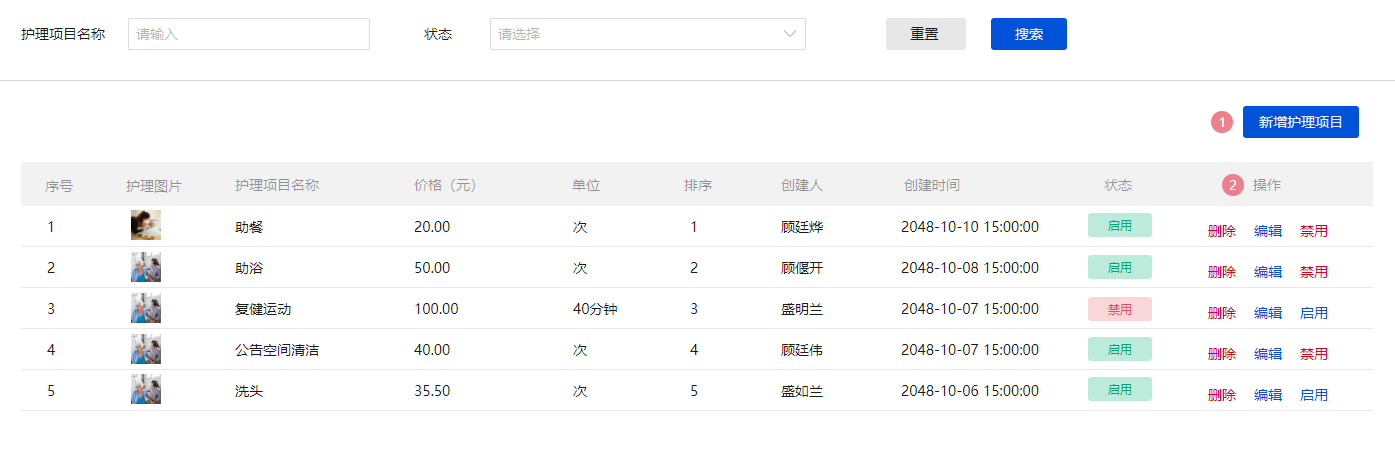 护理项目名称 请输入 状态 请选择 重置 搜索
1 新增护理项目
序号 护理图片 护理项目名称 价格（元） 单位 排序 创建人 创建时间 状态 2 操作
1 助餐 20.00 次 1 顾廷烨 2048-10-10 15:00:00 启用 删除 编辑 禁用
2 助浴 50.00 次 2 顾偃开 2048-10-08 15:00:00 启用 删除 编辑 禁用
3 复健运动 100.00 40分钟 3 盛明兰 2048-10-07 15:00:00 禁用 删除 编辑 启用
4 公告空间清洁 40.00 次 4 顾廷伟 2048-10-07 15:00:00 启用 删除 编辑 禁用
5 洗头 35.50 次 5 盛如兰 2048-10-06 15:00:00 启用 删除 编辑 启用